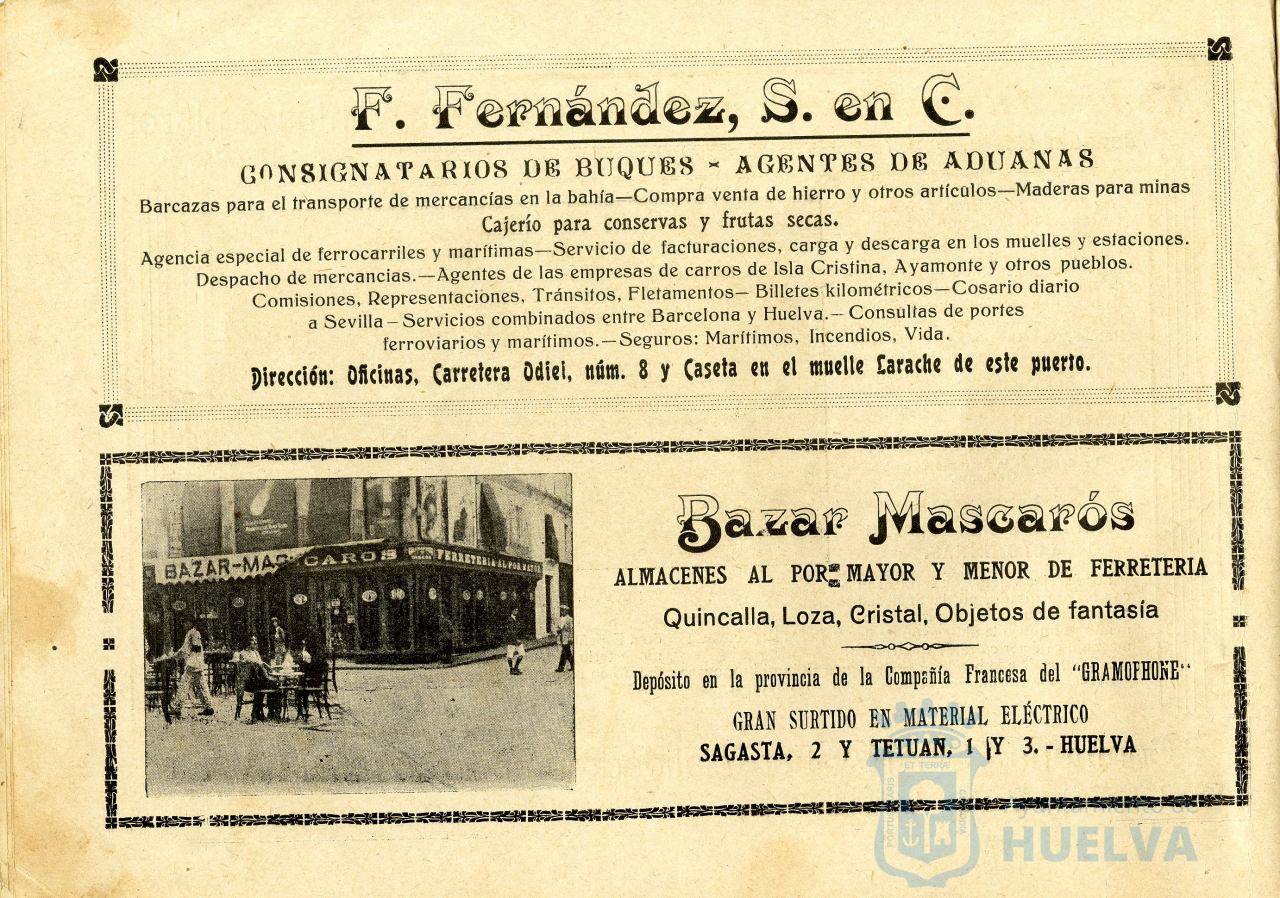 F. Fernández, S. en C.
CONSIGNATARIOS DE BUQUES - AGENTES DE ADUANAS
Barcazas para el transporte de mercancías en la bahía—Compra venta de hierro y otros artículos—Maderas para minas
Cajerío para conservas y frutas secas.
Agencia especial de ferrocarriles y marítimas—Servicio de facturaciones, carga y descarga en los muelles y estaciones.
Despacho de mercancias.—Agentes de las empresas de carros de Isla Cristina, Ayamonte y otros pueblos.
Comisiones, Representaciones, Tránsitos, Fletamentos— Billetes kilométricos—Cosario diario
a Sevilla – Servicios combinados entre Barcelona y Huelva.— Consultas de portes
ferroviarios y marítimos.—Seguros: Marítimos, Incendios, Vida.
Dirección: Oficinas, Carretera Odiel, núm. 8 y Caseta en el muelle Larache de este puerto.
BAZAR-MAS CAROS FERRETERIA AL POR MAYOR
Bazar Mascarós
ALMACENES AL POR MAYOR Y MENOR DE FERRETERIA
Quincalla, Loza, Cristal, Objetos de fantasía
Depósito en la provincia de la Compañía Francesa del "GRAMOPHONE"
GRAN SURTIDO EN MATERIAL ELÉCTRICO
SAGASTA, 2 Y TETUAN, 1 Y 3. - HUELVA
PORTUS MARIS ET TERRÆ CUSTODIA
HUELVA